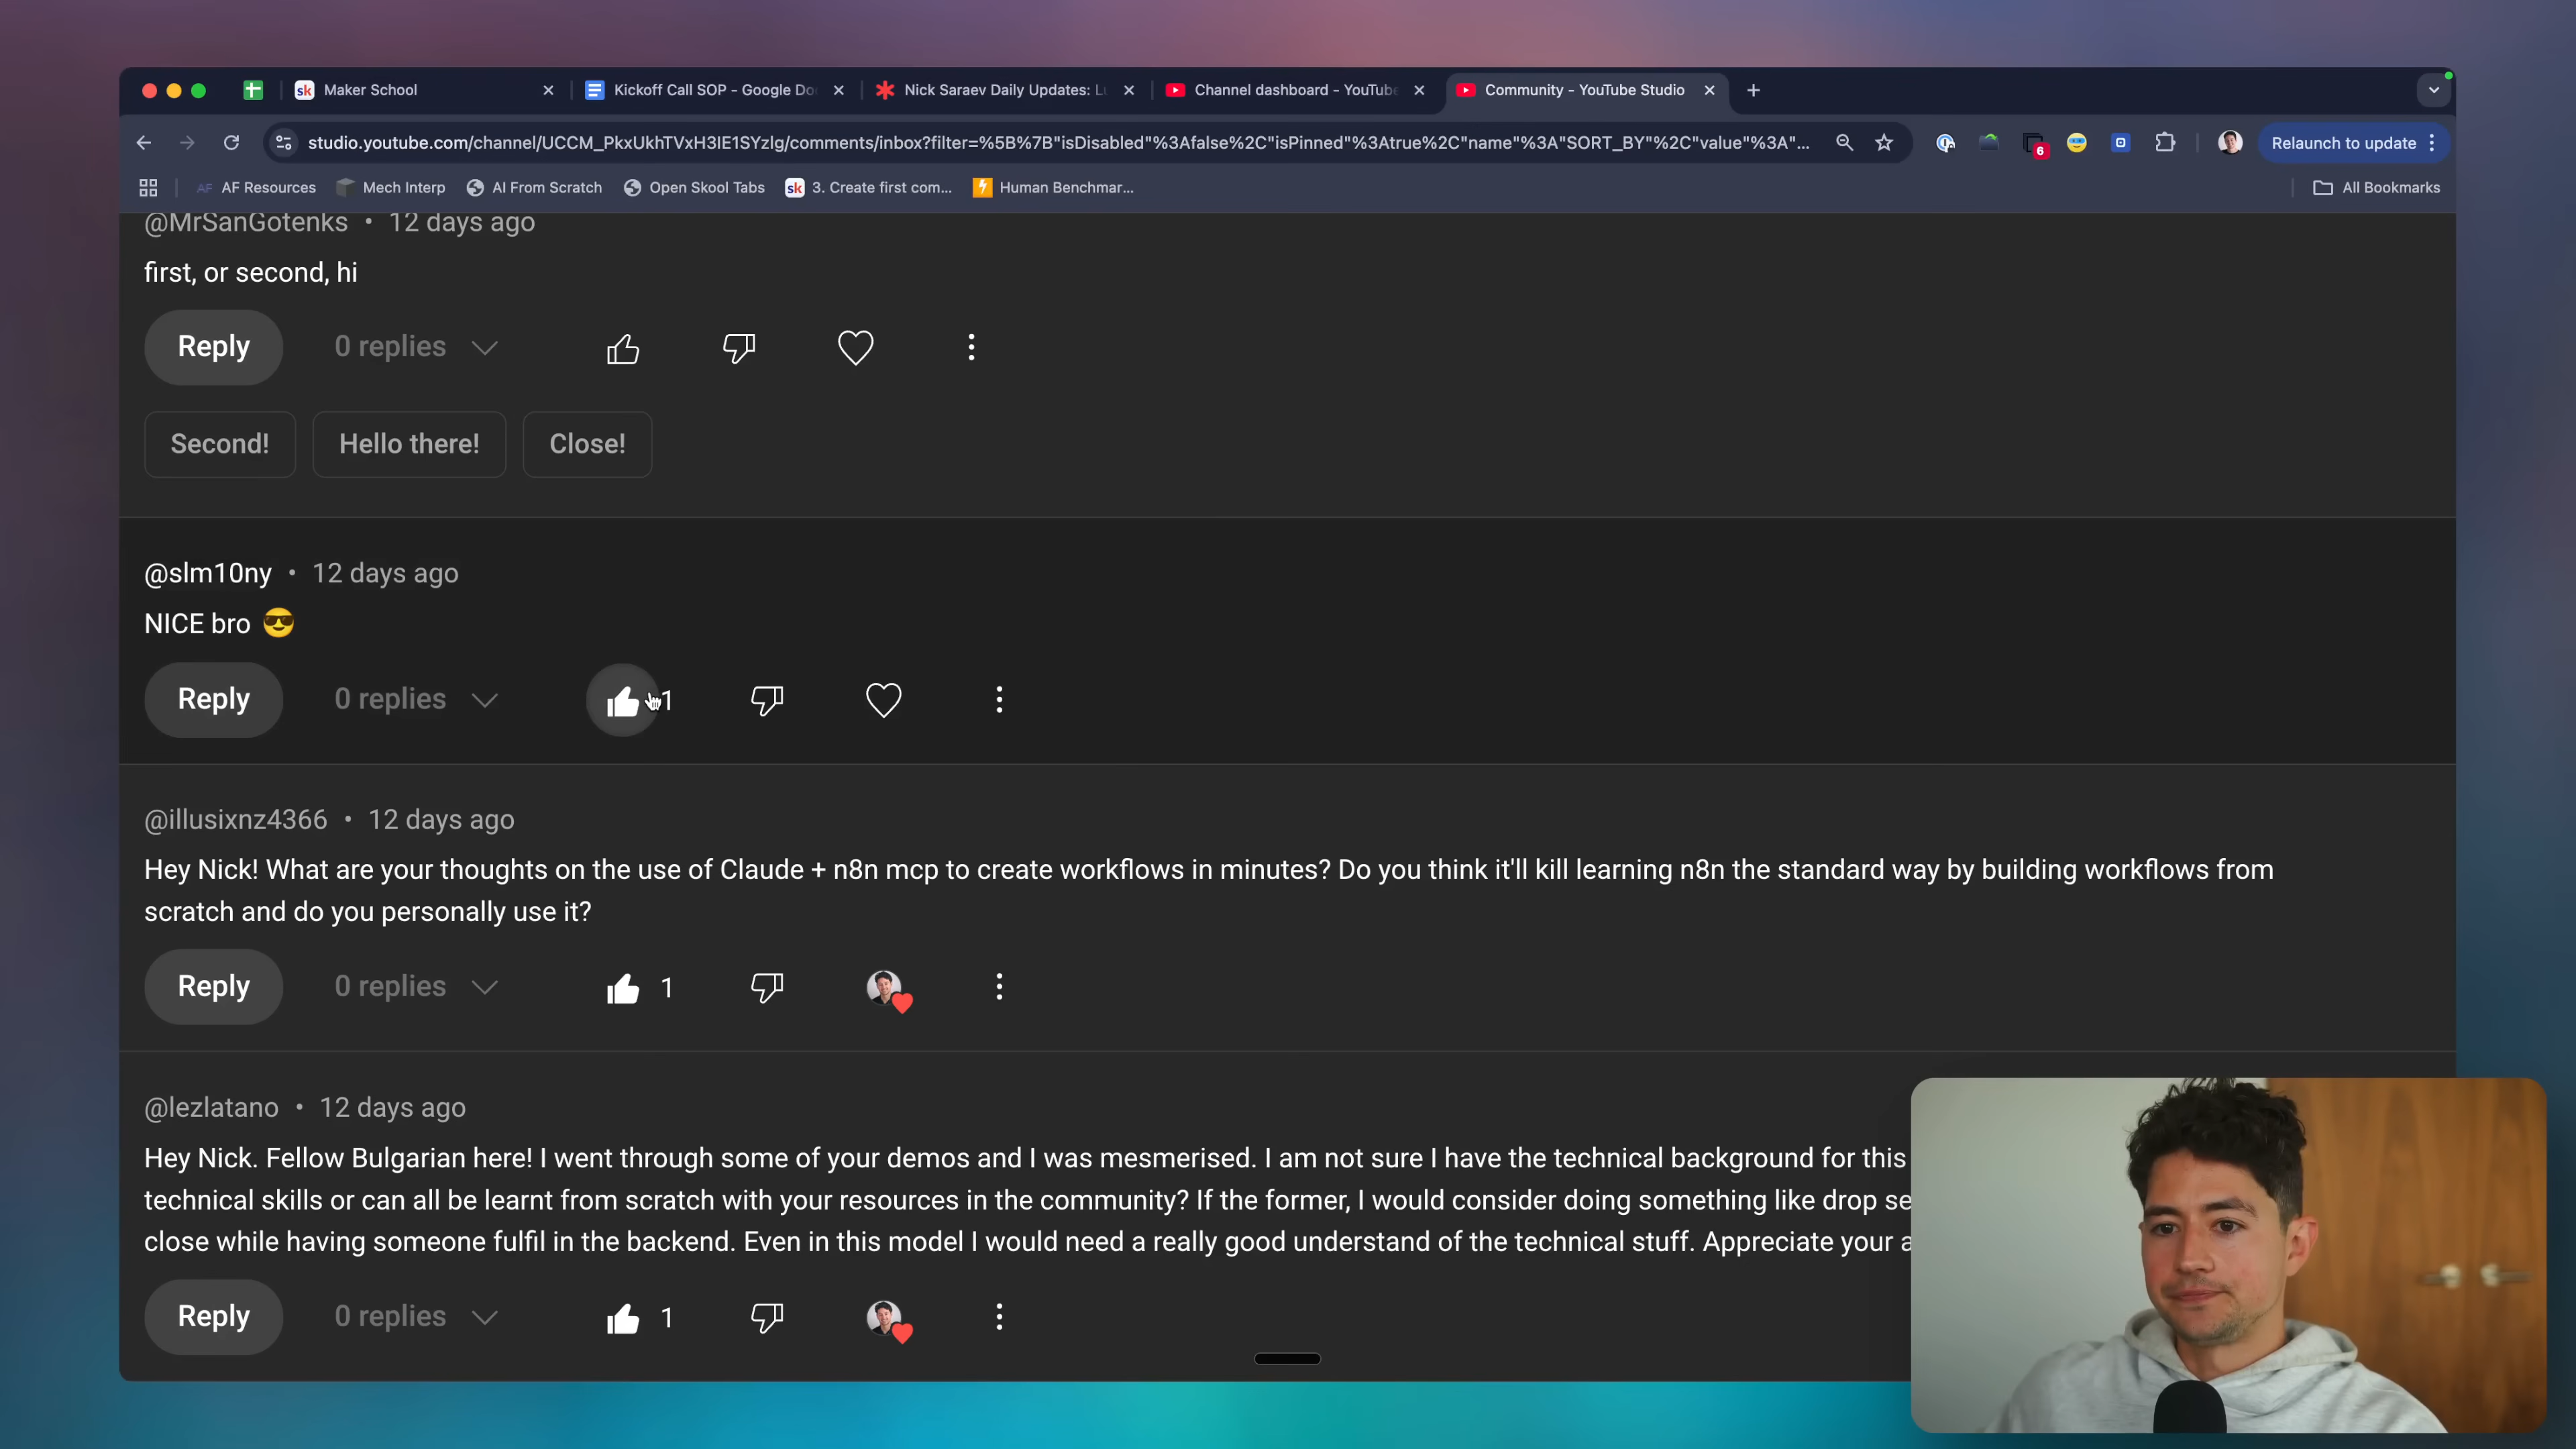 Maker School
Kickoff Call SOP - Google Do
Nick Saraev Daily Updates: L
Channel dashboard - YouTube
Community - YouTube Studio
studio.youtube.com/channel/UCCM_PkxUkhTVxH3IE1SYzlg/comments/inbox?filter=%5B%7B"isDisabled"%3Afalse%2C"isPinned"%3Atrue%2C"name"%3A"SORT_BY"%2C"value"%3A"...
6
Relaunch to update
AF Resources
Mech Interp
AI From Scratch
Open Skool Tabs
sk 3. Create first com...
Human Benchmar...
All Bookmarks
@MrSanGotenks • 12 days ago
first, or second, hi
Reply 0 replies
Second! Hello there! Close!
@slm10ny • 12 days ago
NICE bro 😎
Reply 0 replies 1
@illusixnz4366 • 12 days ago
Hey Nick! What are your thoughts on the use of Claude + n8n mcp to create workflows in minutes? Do you think it'll kill learning n8n the standard way by building workflows from
scratch and do you personally use it?
Reply 0 replies 1
@lezlatano • 12 days ago
Hey Nick. Fellow Bulgarian here! I went through some of your demos and I was mesmerised. I am not sure I have the technical background for this
technical skills or can all be learnt from scratch with your resources in the community? If the former, I would consider doing something like drop se
close while having someone fulfil in the backend. Even in this model I would need a really good understand of the technical stuff. Appreciate your a
Reply 0 replies 1